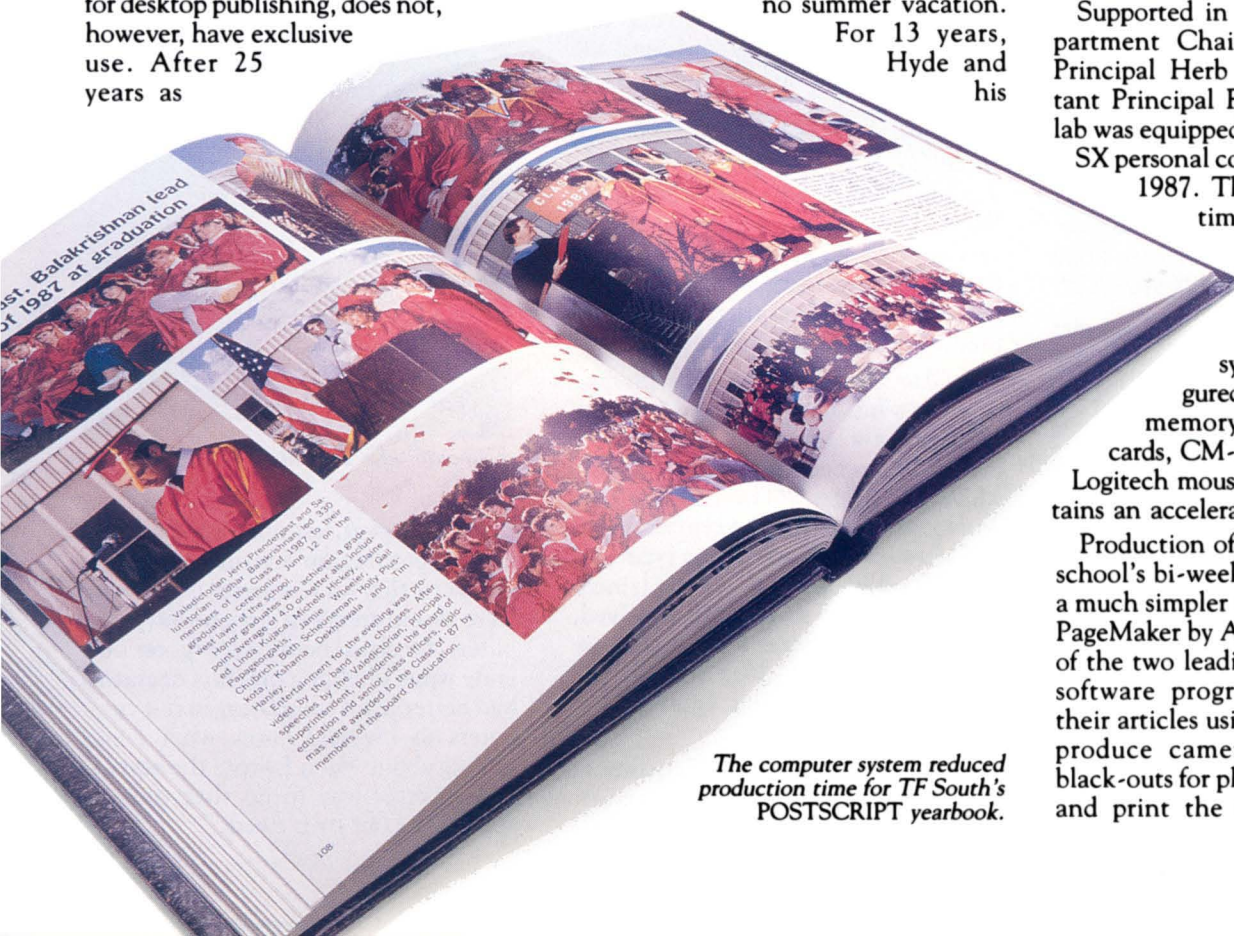 for desktop publishing, does not,
however, have exclusive
use. After 25
years as
no summer vacation.
For 13 years,
Hyde and
his
Supported in
partment Chai
Principal Herb
tant Principal
lab was equipped
SX personal co
1987. Th
tim
sy
gured
memory
cards, CM-
Logitech mous
tains an accelera
Production of
school's bi-week
a much simpler
PageMaker by A
of the two leadi
software progr
their articles usi
produce came
black-outs for pl
and print the
ast, Balakrishnan lead
of 1987 at graduation
CLA
1987
Valedictorian Jerry Prendergast and Sa-
lutatorian Sridhar Balakrishnan led 330
members of the Class of 1987 to their
graduation ceremonies June 12 on the
west lawn of the school.
Honor graduates who achieved a grade
point average of 4.0 or better also includ-
ed Linda Kujaca, Michele Hickey, Elaine
Papageorgakis, Jamie Wheeler, Gail
Chubrich, Beth Scheuneman, Holly Plus-
kota, Kshama Dekhtawala and Tim
Hanley.
Entertainment for the evening was pro-
vided by the band and choruses. After
speeches by the Valedictorian, principal,
superintendent, president of the board of
education and senior class officers, diplo-
mas were awarded to the Class of '87 by
members of the board of education.
108
The computer system reduced
production time for TF South's
POSTSCRIPT yearbook.